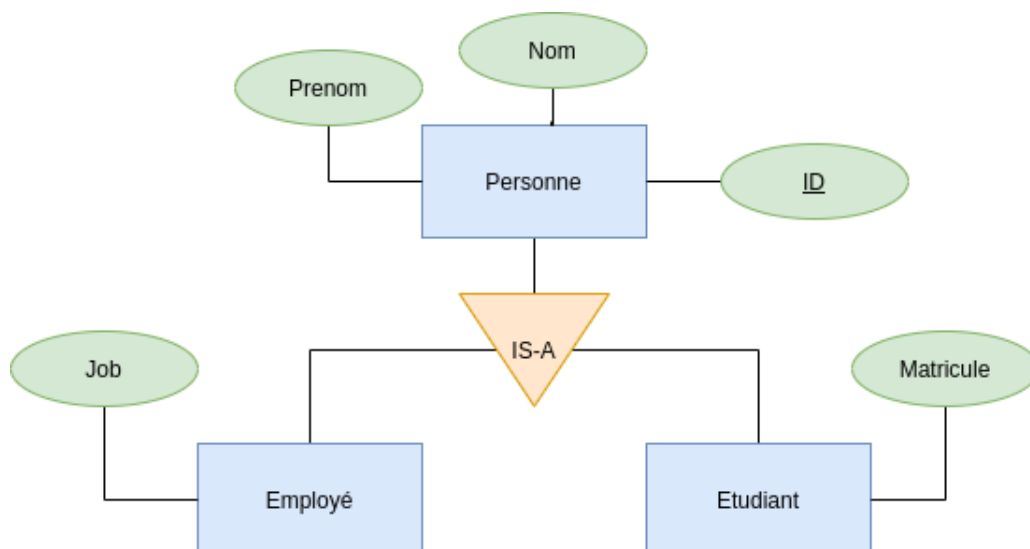 Nom
Prenom
Personne
ID
IS-A
Job
Matricule
Employé
Etudiant